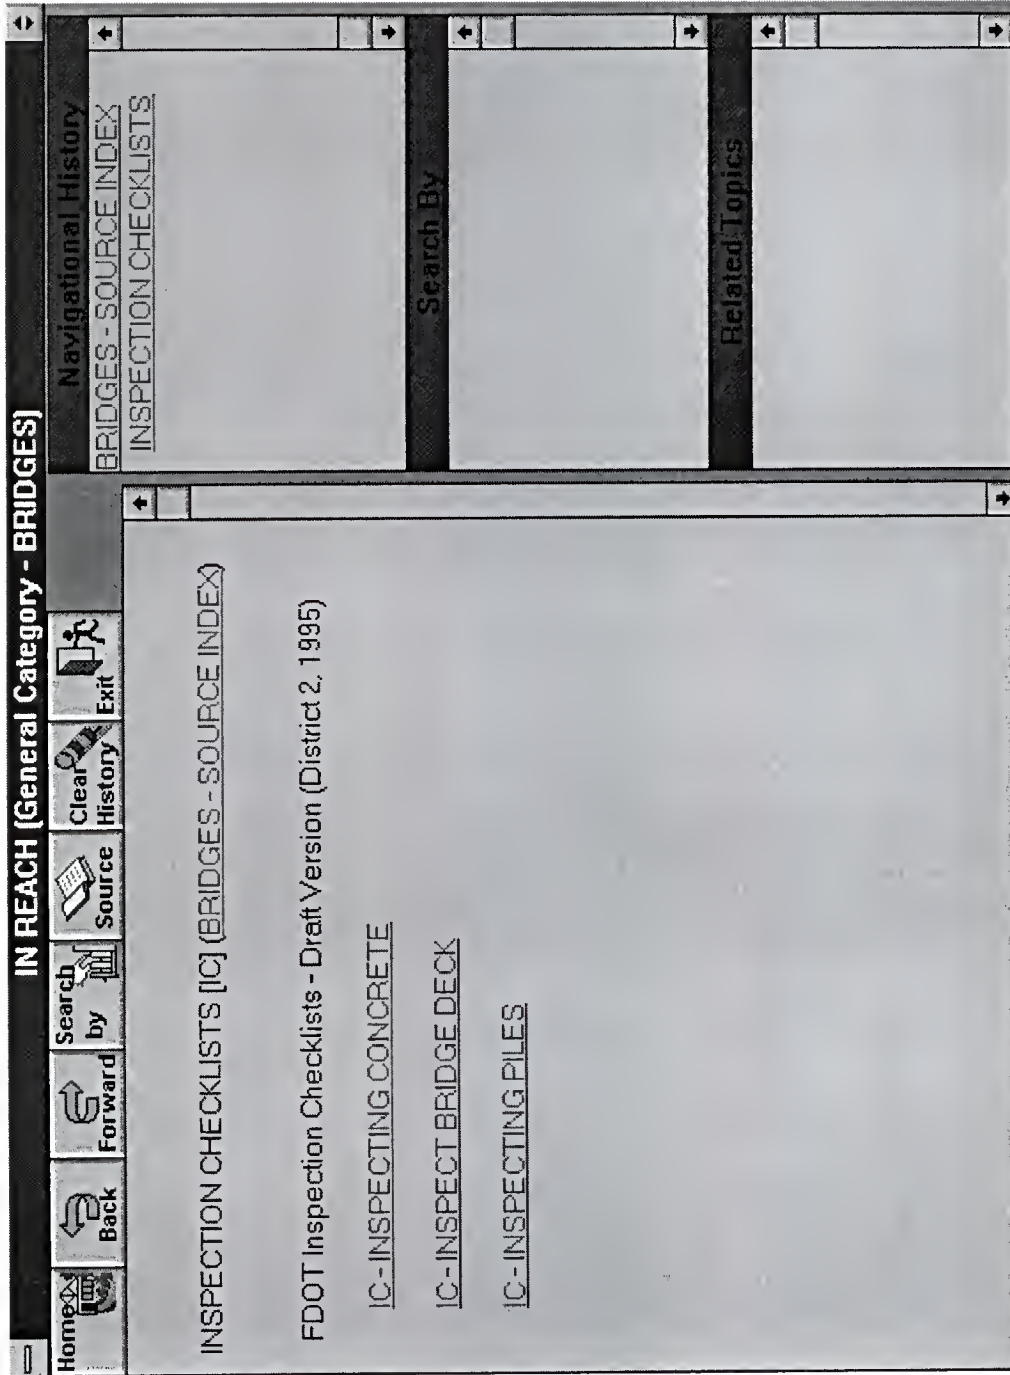 IN REACH (General Category - BRIDGES)
Home
Back
Forward
Search by
Source
Clear History
Exit
INSPECTION CHECKLISTS [IC] (BRIDGES - SOURCE INDEX)
FDOT Inspection Checklists - Draft Version (District 2, 1995)
IC - INSPECTING CONCRETE
IC - INSPECT BRIDGE DECK
IC - INSPECTING PILES
Navigational History
BRIDGES - SOURCE INDEX
INSPECTION CHECKLISTS
Search By
Related Topics